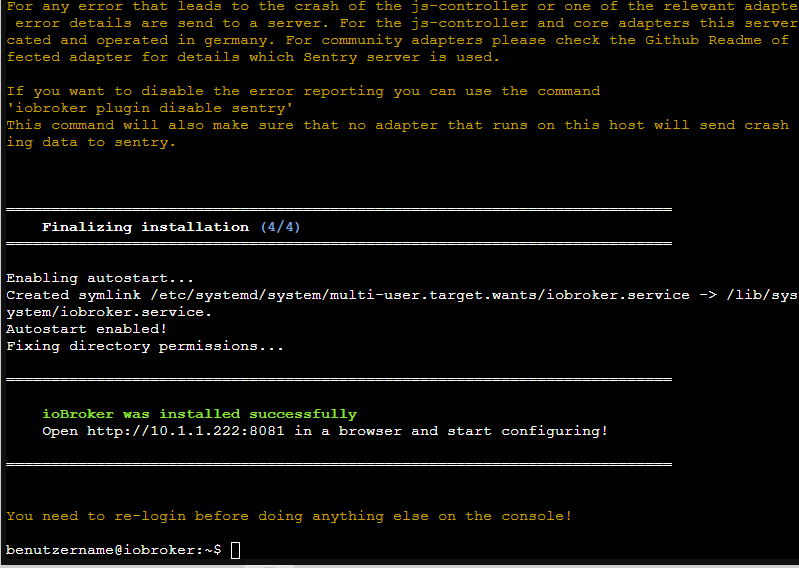 For any error that leads to the crash of the js-controller or one of the relevant adapte
error details are send to a server. For the js-controller and core adapters this server
cated and operated in germany. For community adapters please check the Github Readme of
fected adapter for details which Sentry server is used.
If you want to disable the error reporting you can use the command
'iobroker plugin disable sentry'
This command will also make sure that no adapter that runs on this host will send crash
ing data to sentry.
==========================================================================
Finalizing installation (4/4)
==========================================================================
Enabling autostart...
Created symlink /etc/systemd/system/multi-user.target.wants/iobroker.service -> /lib/sys
ystem/iobroker.service.
Autostart enabled!
Fixing directory permissions...
==========================================================================
ioBroker was installed successfully
Open http://10.1.1.222:8081 in a browser and start configuring!
==========================================================================
You need to re-login before doing anything else on the console!
benutzername@iobroker:~$